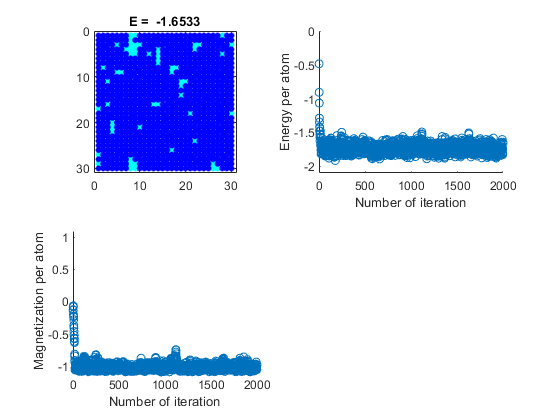 E = -1.6533
0
10
20
30
0 10 20 30
Energy per atom
0
-0.5
-1
-1.5
-2
0 500 1000 1500 2000
Number of iteration
Magnetization per atom
1
0.5
0
-0.5
-1
0 500 1000 1500 2000
Number of iteration